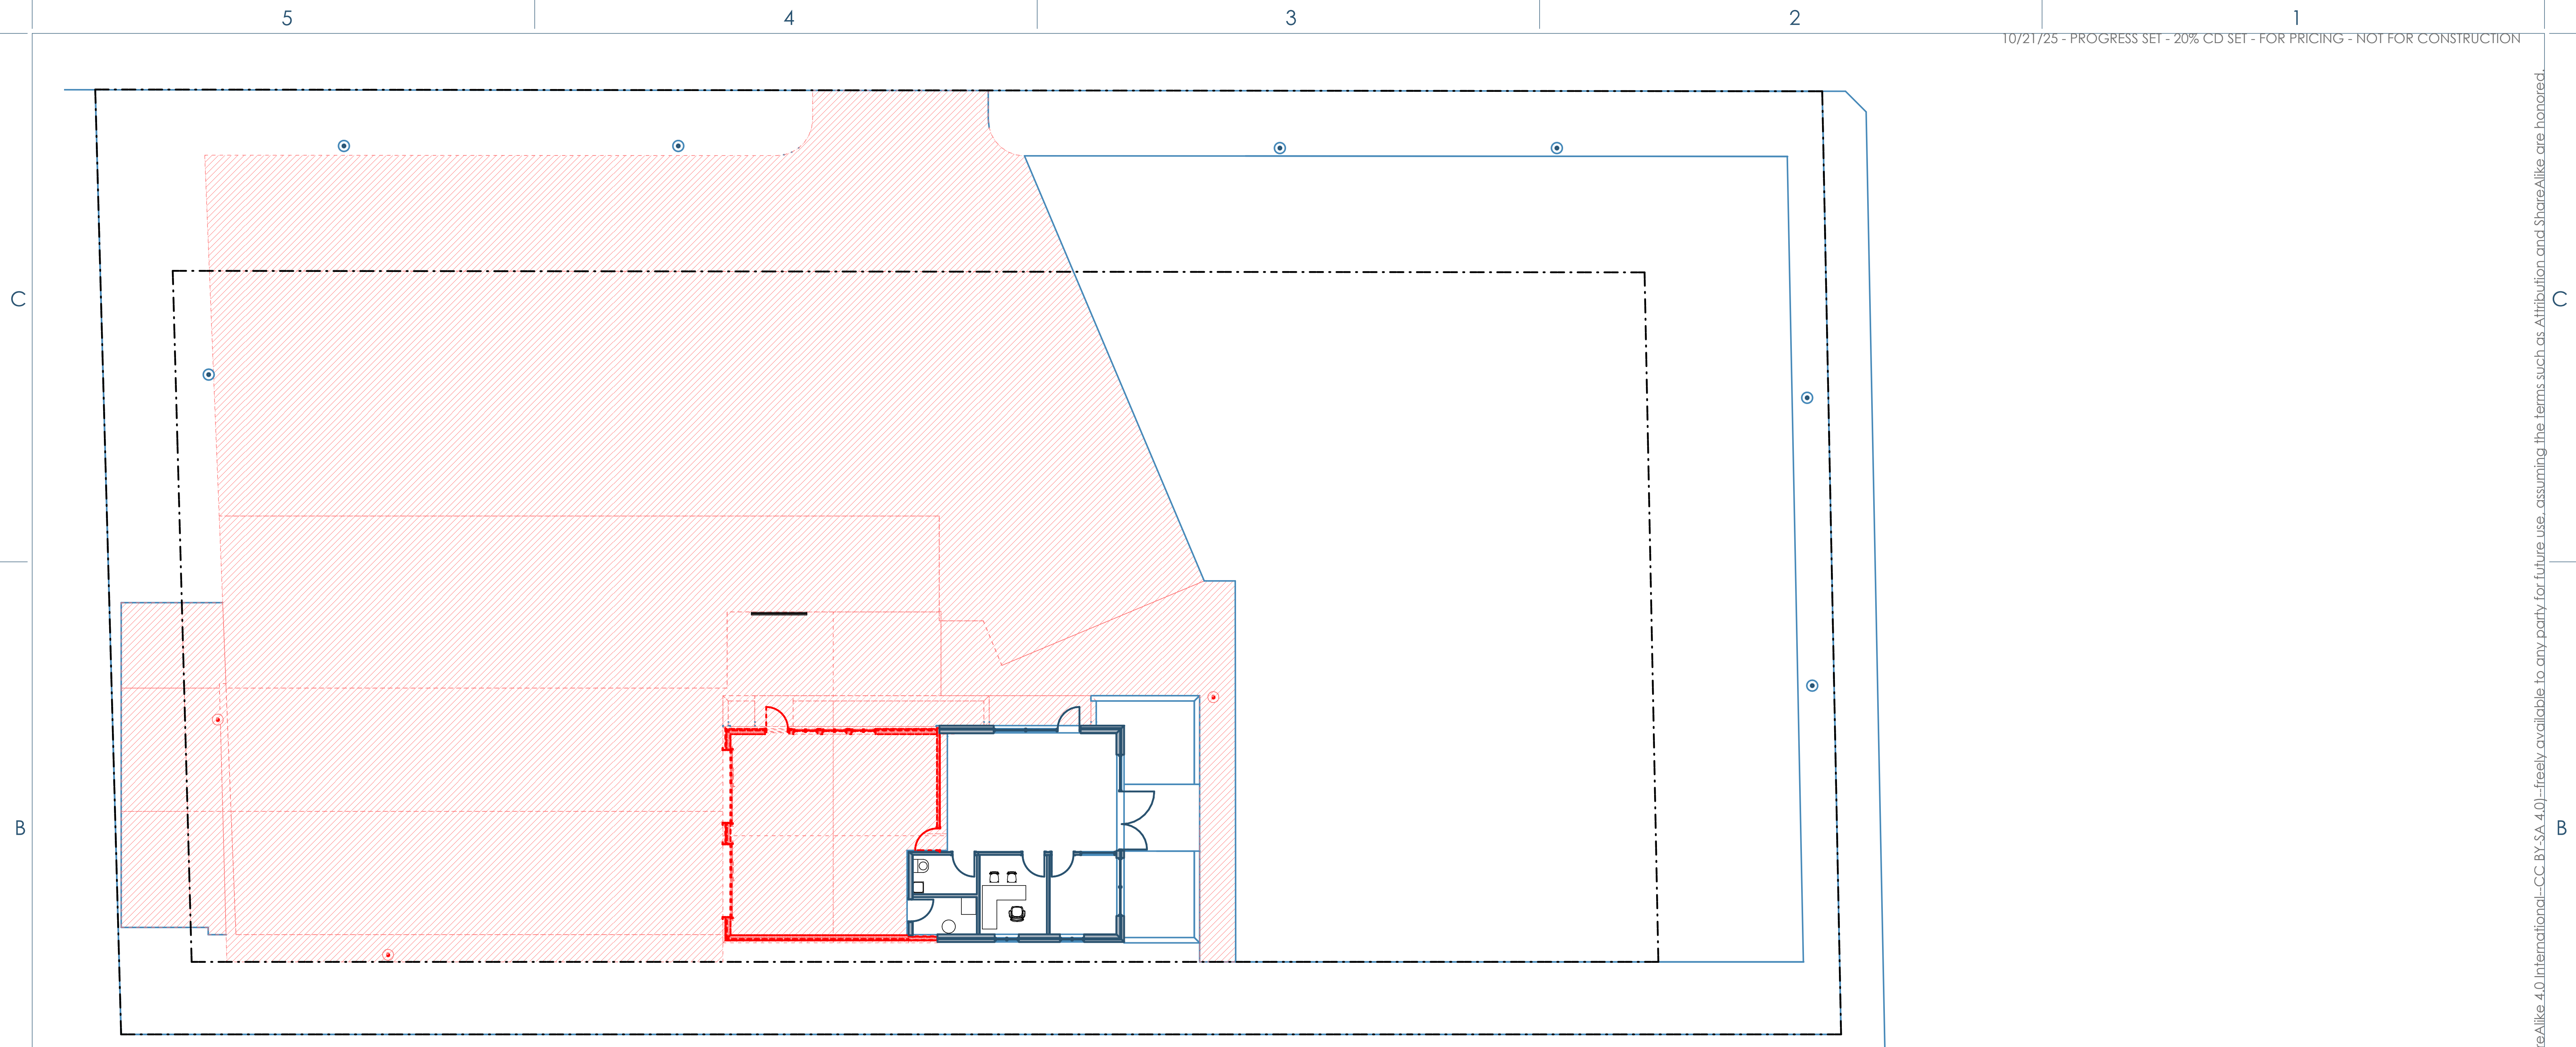 5 4 3 2 1
10/21/25 - PROGRESS SET - 20% CD SET - FOR PRICING - NOT FOR CONSTRUCTION
C C
B B
reAlike 4.0 International--CC BY-SA 4.0)--freely available to any party for future use, assuming the terms such as Attribution and ShareAlike are honored.